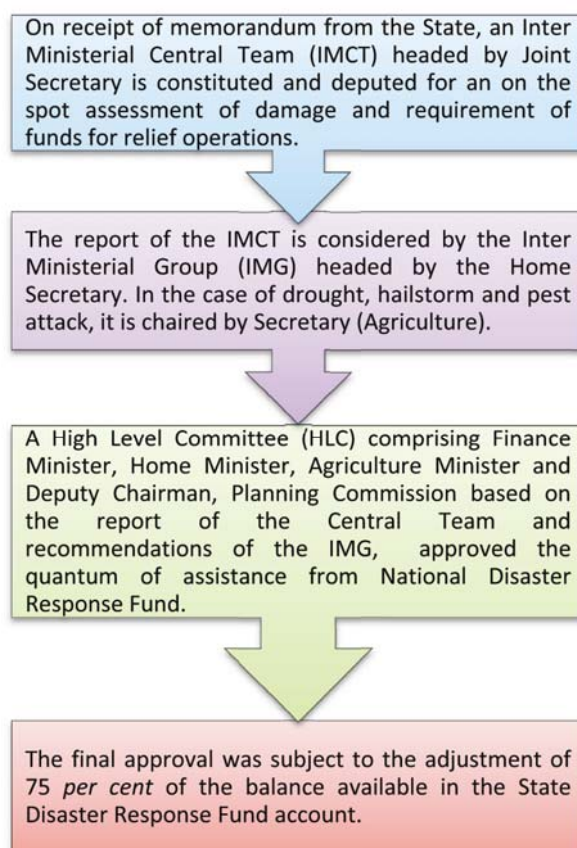 On receipt of memorandum from the State, an Inter
Ministerial Central Team (IMCT) headed by Joint
Secretary is constituted and deputed for an on the
spot assessment of damage and requirement of
funds for relief operations.
The report of the IMCT is considered by the Inter
Ministerial Group (IMG) headed by the Home
Secretary. In the case of drought, hailstorm and pest
attack, it is chaired by Secretary (Agriculture).
A High Level Committee (HLC) comprising Finance
Minister, Home Minister, Agriculture Minister and
Deputy Chairman, Planning Commission based on
the report of the Central Team and
recommendations of the IMG, approved the
quantum of assistance from National Disaster
Response Fund.
The final approval was subject to the adjustment of
75 per cent of the balance available in the State
Disaster Response Fund account.